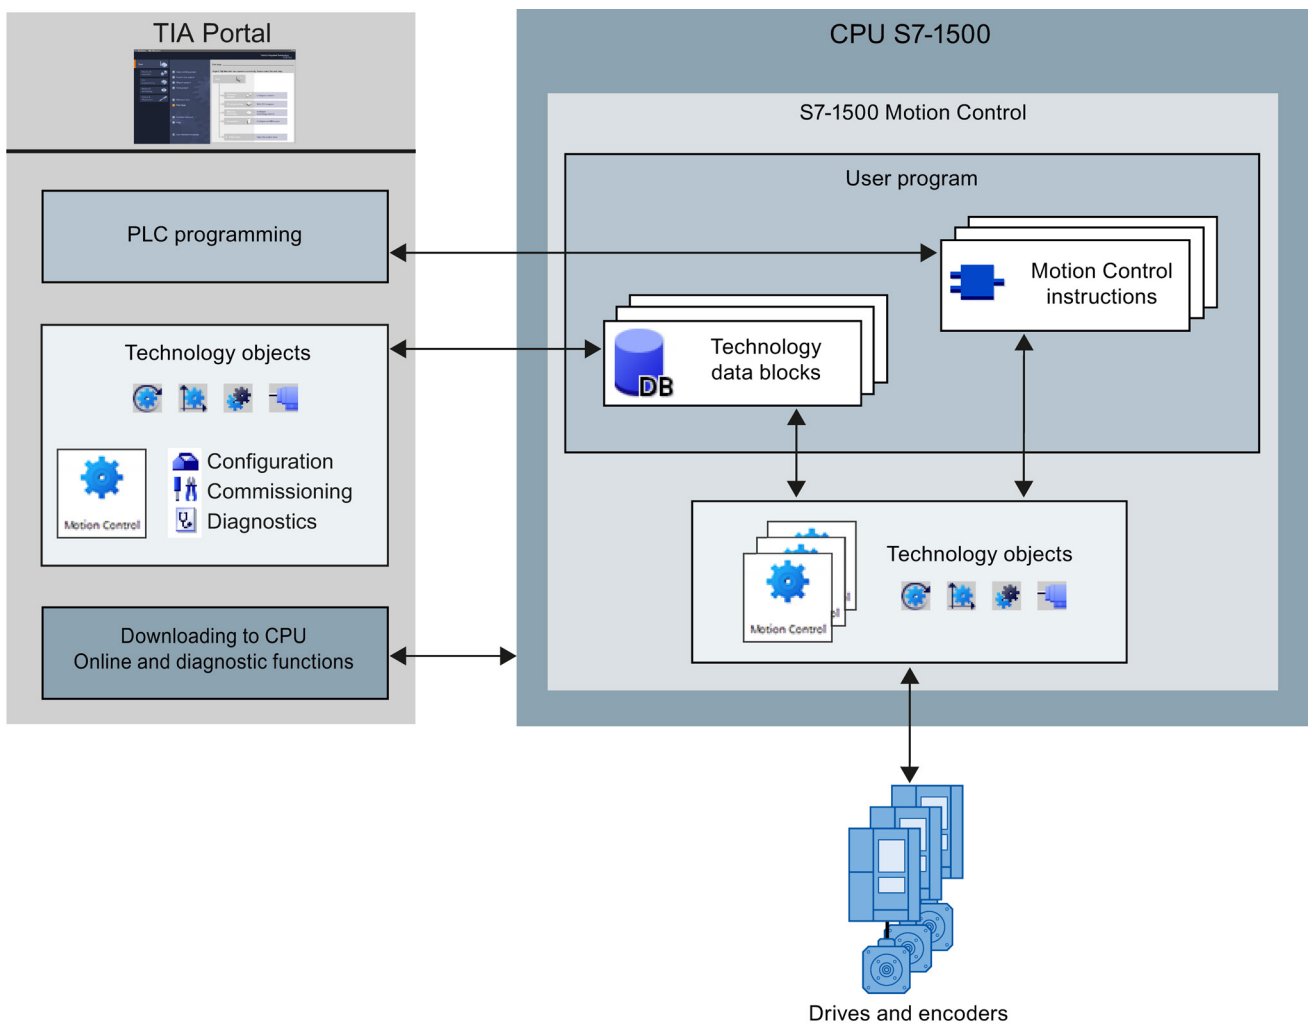 TIA Portal
PLC programming
Technology objects
Motion Control
Configuration
Commissioning
Diagnostics
Downloading to CPU
Online and diagnostic functions
CPU S7-1500
S7-1500 Motion Control
User program
Motion Control
instructions
Technology
data blocks
DB
Technology objects
Motion Control
Drives and encoders